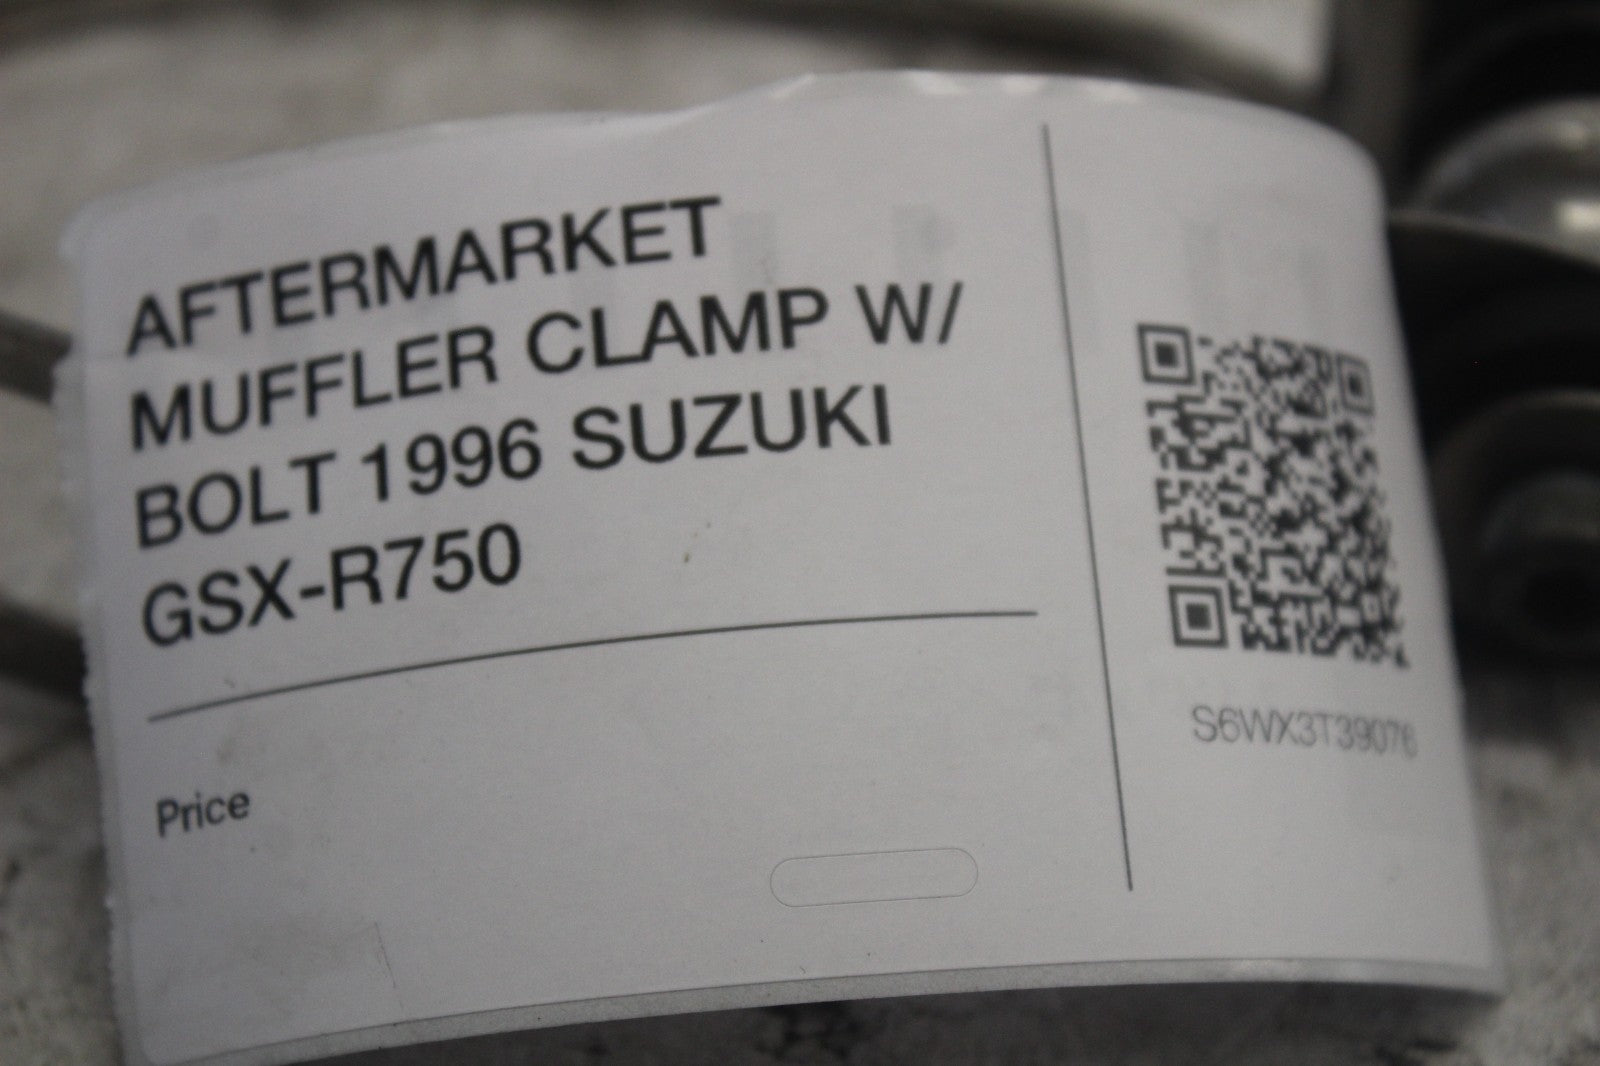 AFTERMARKET
MUFFLER CLAMP W/
BOLT 1996 SUZUKI
GSX-R750
Price
S6WX3T39076